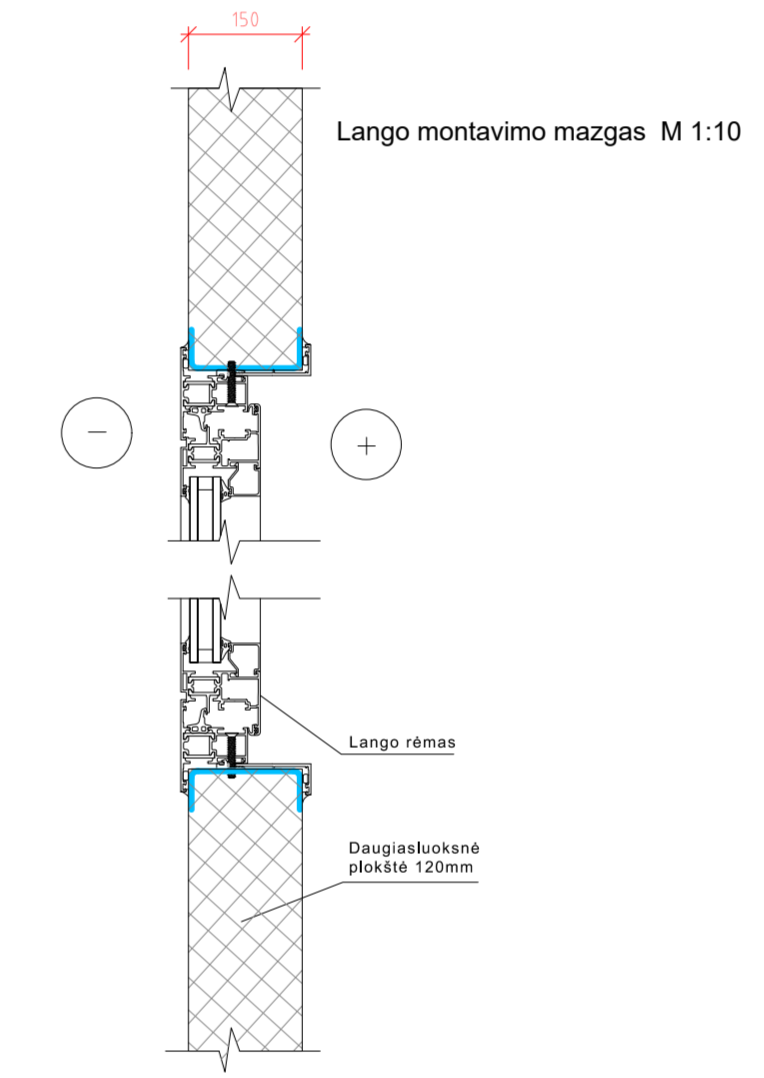 150
Lango montavimo mazgas M 1:10
−
+
Lango rėmas
Daugiasluoksnė
plokštė 120mm